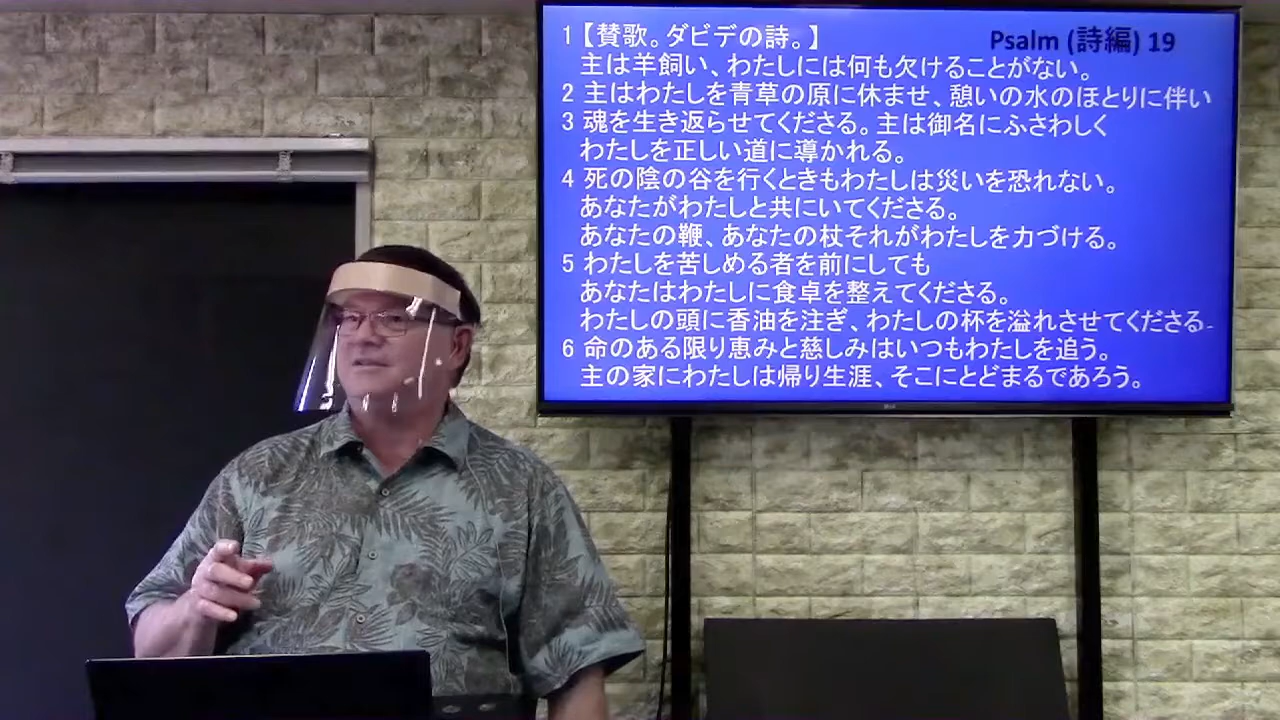 Psalm (詩編) 19
1【賛歌。ダビデの詩。】
主は羊飼い、わたしには何も欠けることがない。
2 主はわたしを青草の原に休ませ、憩いの水のほとりに伴い
3 魂を生き返らせてくださる。主は御名にふさわしく
わたしを正しい道に導かれる。
4 死の陰の谷を行くときもわたしは災いを恐れない。
あなたがわたしと共にいてくださる。
あなたの鞭、あなたの杖それがわたしを力づける。
5 わたしを苦しめる者を前にしても
あなたはわたしに食卓を整えてくださる。
わたしの頭に香油を注ぎ、わたしの杯を溢れさせてくださる
6 命のある限り恵みと慈しみはいつもわたしを追う。
主の家にわたしは帰り生涯、そこにとどまるであろう。